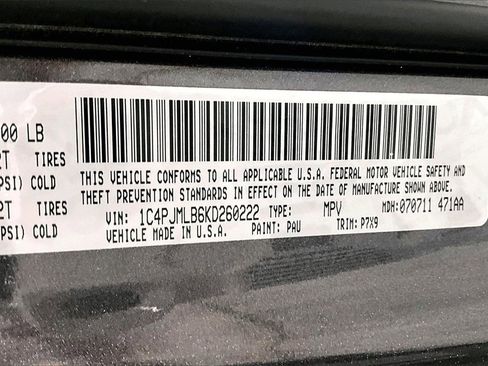 00 LB
2T TIRES
PSI) COLD
2T TIRES
PSI) COLD
THIS VEHICLE CONFORMS TO ALL APPLICABLE U.S.A. FEDERAL MOTOR VEHICLE SAFETY AND
THEFT PREVENTION STANDARDS IN EFFECT ON THE DATE OF MANUFACTURE SHOWN ABOVE.
VIN: 1C4PJMLB6KD260222 TYPE: MPV MDH:070711 471AA
VEHICLE MADE IN U.S.A. PAINT: PAU TRIM: P7X9